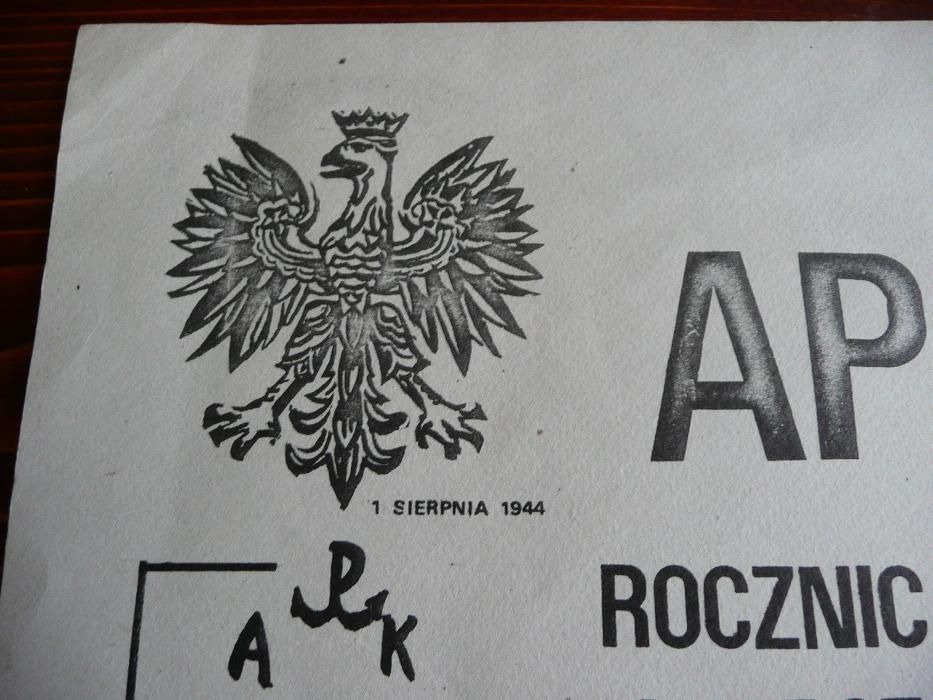 AP
1 SIERPNIA 1944
ROCZNIC
P
A K